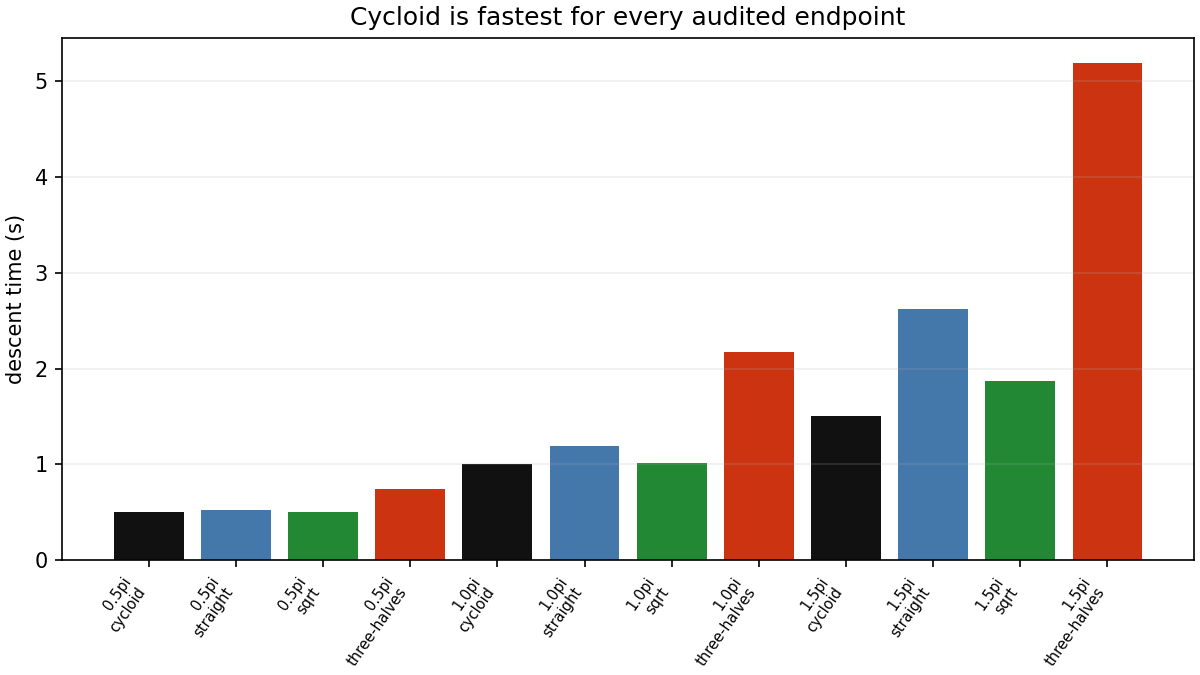 Cycloid is fastest for every audited endpoint
descent time (s)
5
4
3
2
1
0
0.5pi
cycloid
0.5pi
straight
0.5pi
sqrt
0.5pi
three-halves
1.0pi
cycloid
1.0pi
straight
1.0pi
sqrt
1.0pi
three-halves
1.5pi
cycloid
1.5pi
straight
1.5pi
sqrt
1.5pi
three-halves